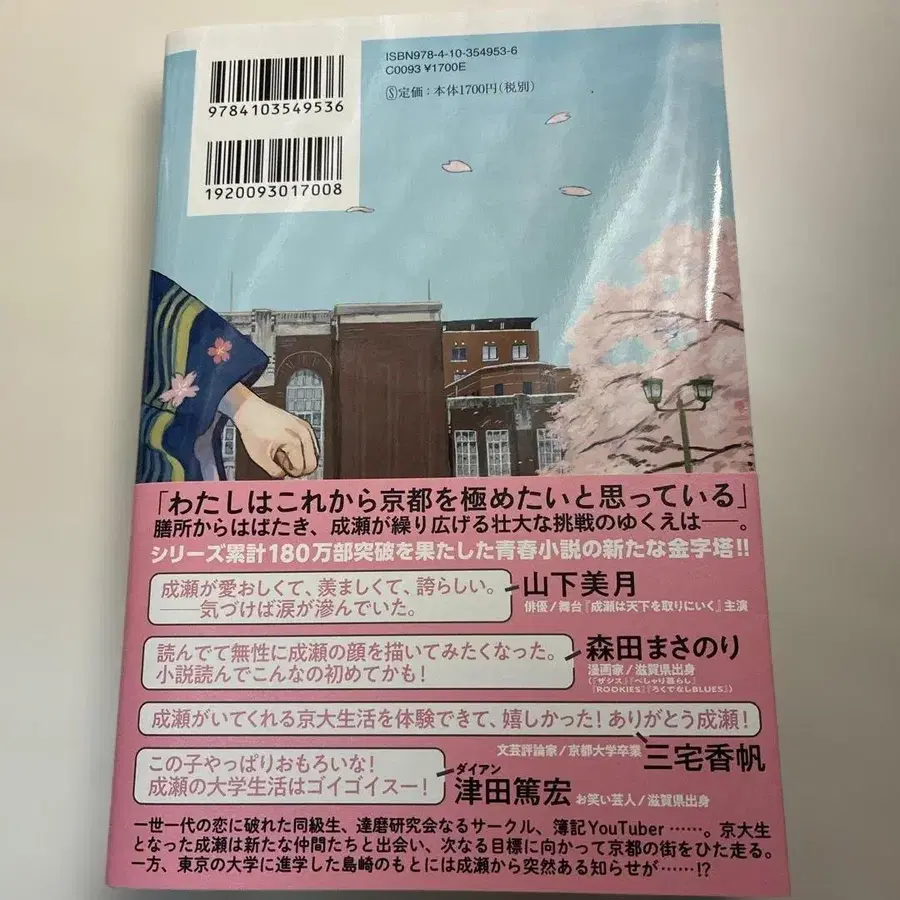 ISBN978-4-10-354953-6
C0093 ¥1700E
Ⓢ定価：本体1700円（税別）
9784103549536
1920093017008
「わたしはこれから京都を極めたいと思っている」
膳所からはばたき、成瀬が繰り広げる壮大な挑戦のゆくえは——。
シリーズ累計180万部突破を果たした青春小説の新たな金字塔!!
成瀬が愛おしくて、羨ましくて、誇らしい。
——気づけば涙が滲んでいた。
山下美月
俳優/舞台『成瀬は天下を取りにいく』主演
読んでて無性に成瀬の顔を描いてみたくなった。
小説読んでこんなの初めてかも！
森田まさのり
漫画家/滋賀県出身
（『ザシス』『べしゃり暮らし』
『ROOKIES』『ろくでなしBLUES』）
成瀬がいてくれる京大生活を体験できて、嬉しかった！ありがとう成瀬！
文芸評論家/京都大学卒業
三宅香帆
この子やっぱりおもろいな！
成瀬の大学生活はゴイゴイスー！
ダイアン
津田篤宏
お笑い芸人/滋賀県出身
一世一代の恋に破れた同級生、達磨研究会なるサークル、簿記YouTuber……。京大生
となった成瀬は新たな仲間たちと出会い、次なる目標に向かって京都の街をひた走る。
一方、東京の大学に進学した島崎のもとには成瀬から突然ある知らせが……!?